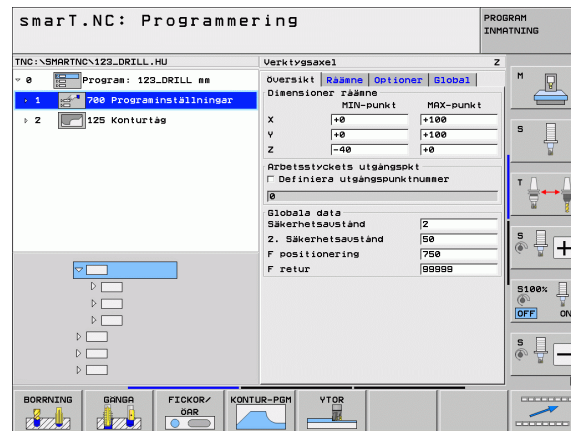 smarT.NC: Programmering
PROGRAM
INMATNING
TNC:\SMARTNC\123_DRILL.HU
0 Program: 123_DRILL mm
1 700 Programinställningar
2 125 Konturtåg
Verktygsaxel Z
Översikt Råämne Optioner Global
Dimensioner råämne
MIN-punkt MAX-punkt
X +0 +100
Y +0 +100
Z -40 +0
Arbetsstyckets utgångspkt
Definiera utgångspunktnummer
0
Globala data
Säkerhetsavstånd 2
2. Säkerhetsavstånd 50
F positionering 750
F retur 99999
M
S
T
S
+
S100%
OFF ON
S
-
BORRNING
GÄNGA
FICKOR/
ÖAR
KONTUR-PGM
YTOR